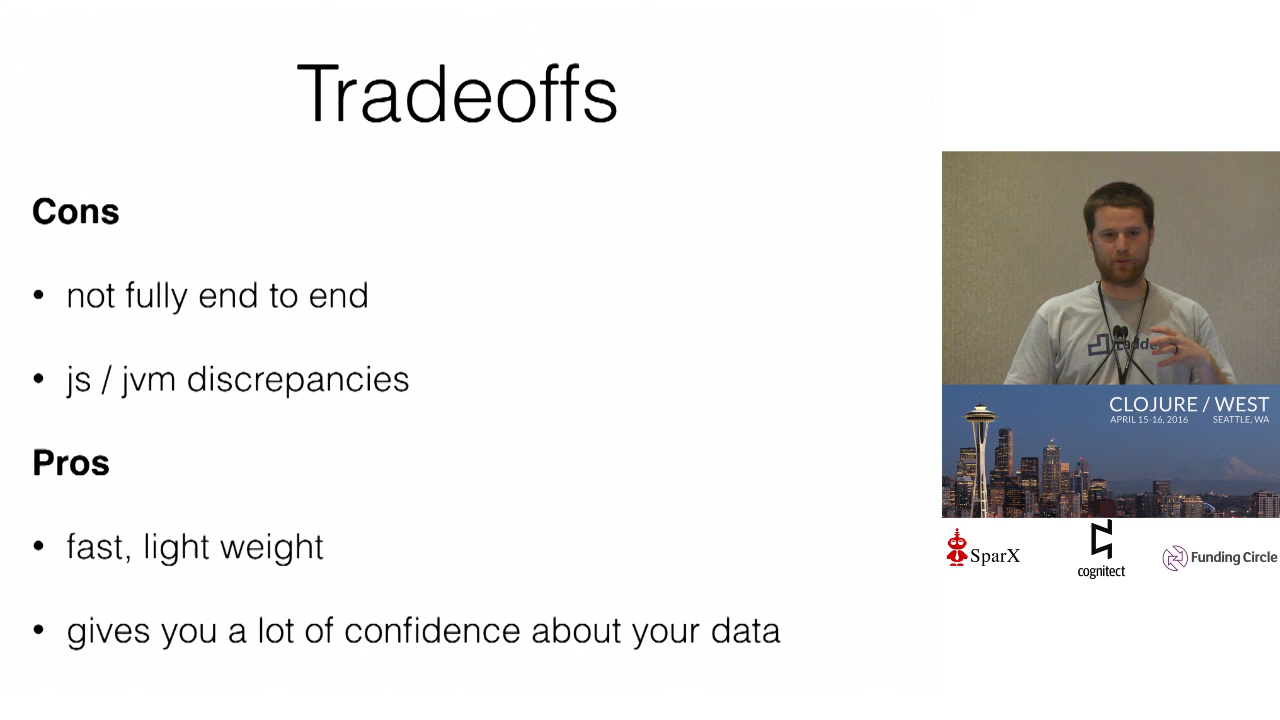 Tradeoffs
Cons
• not fully end to end
• js / jvm discrepancies
Pros
• fast, light weight
• gives you a lot of confidence about your data
CLOJURE / WEST
APRIL 15-16, 2016 SEATTLE, WA
SparX
cognitect
Funding Circle